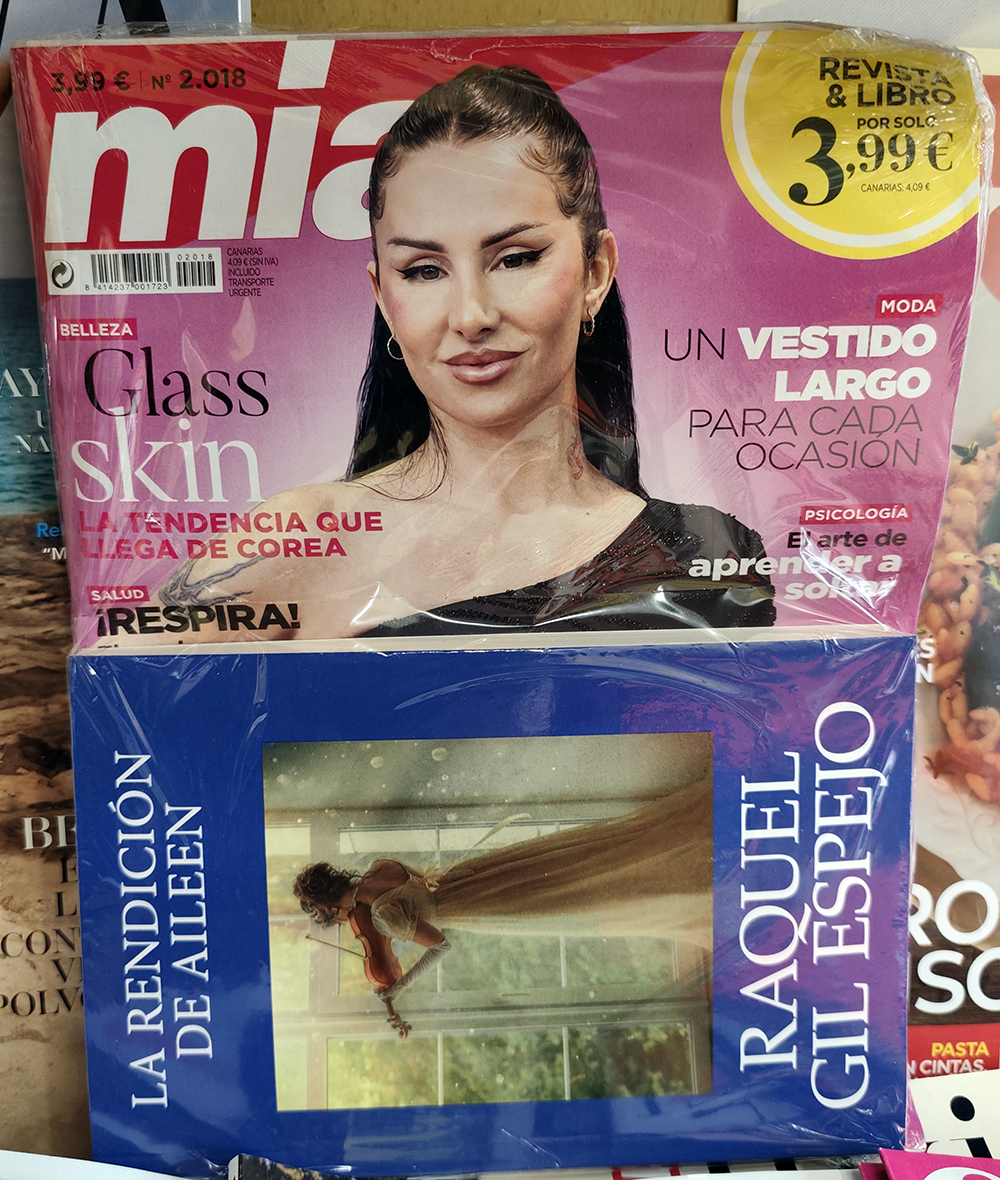 3,99 € | Nº 2.018
mia
REVISTA
& LIBRO
POR SOLO
3,99 €
CANARIAS: 4,09 €
02018
8 414237 001723
CANARIAS
4,09 € (SIN IVA)
INCLUIDO
TRANSPORTE
URGENTE
BELLEZA
Glass
skin
LA TENDENCIA QUE
LLEGA DE COREA
SALUD
¡RESPIRA!
MODA
UN VESTIDO
LARGO
PARA CADA
OCASIÓN
PSICOLOGÍA
El arte de
aprender a
soltar
LA RENDICIÓN
DE AILEEN
RAQUEL
GIL ESPEJO
PASTA